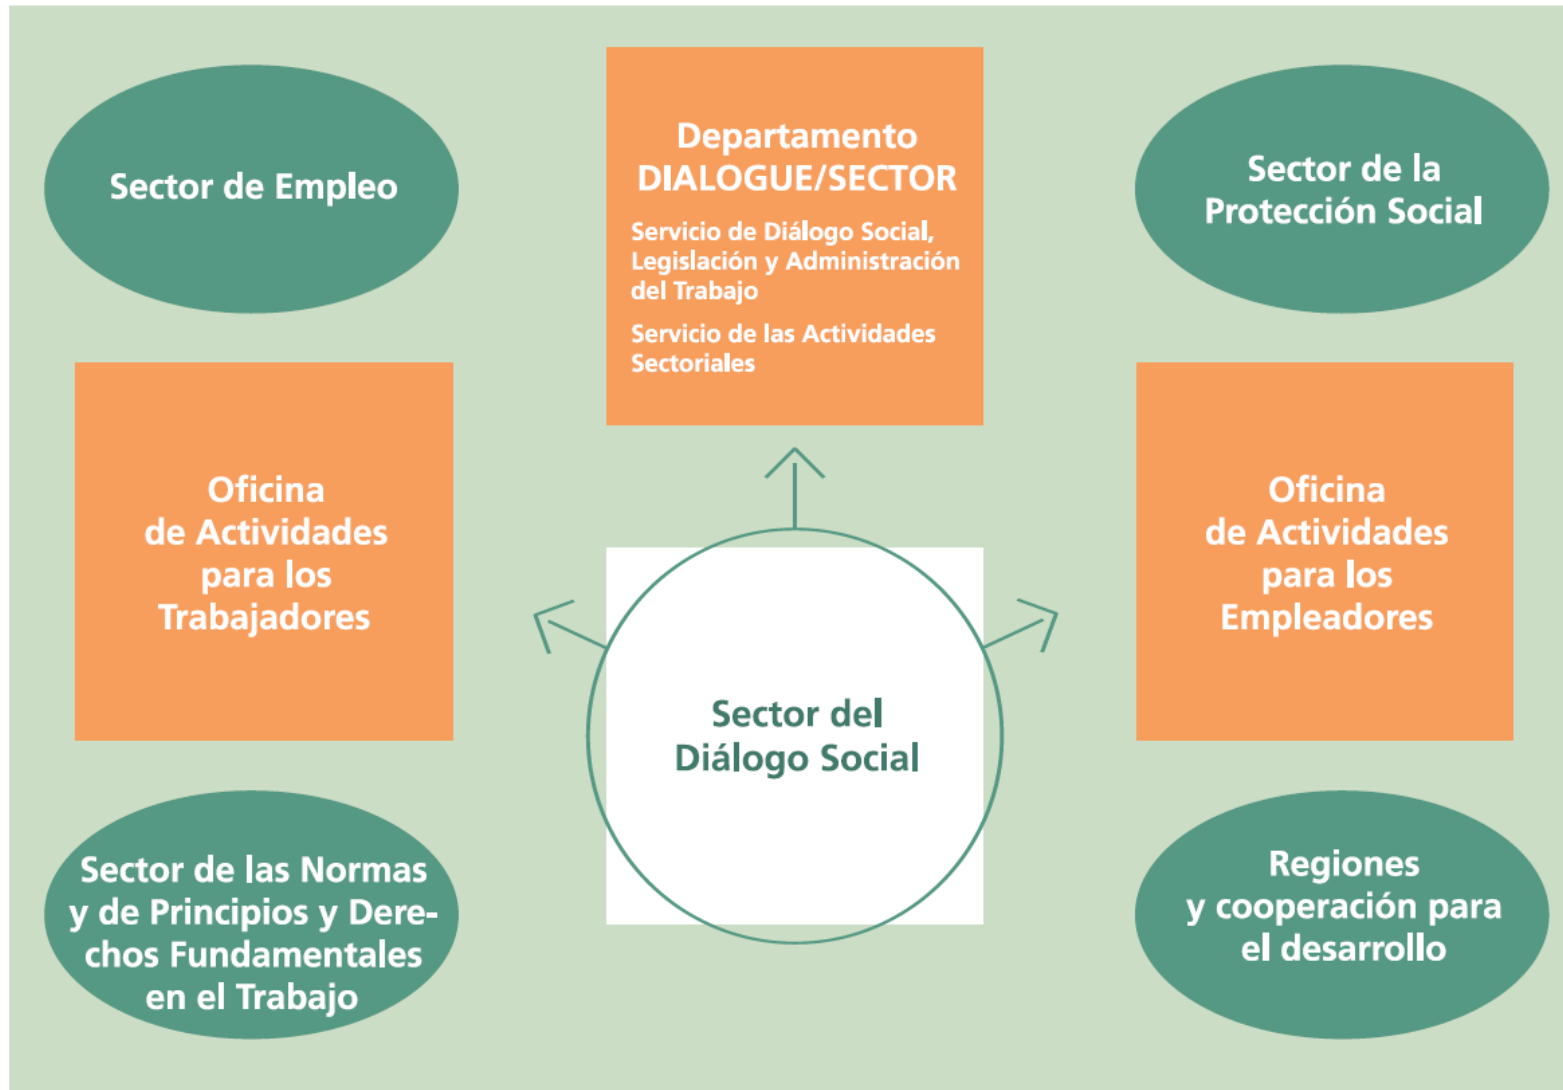 Sector de Empleo
Departamento
DIALOGUE/SECTOR
Servicio de Diálogo Social,
Legislación y Administración
del Trabajo
Servicio de las Actividades
Sectoriales
Sector de la
Protección Social
Oficina
de Actividades
para los
Trabajadores
Oficina
de Actividades
para los
Empleadores
Sector del
Diálogo Social
Sector de las Normas
y de Principios y Dere-
chos Fundamentales
en el Trabajo
Regiones
y cooperación para
el desarrollo